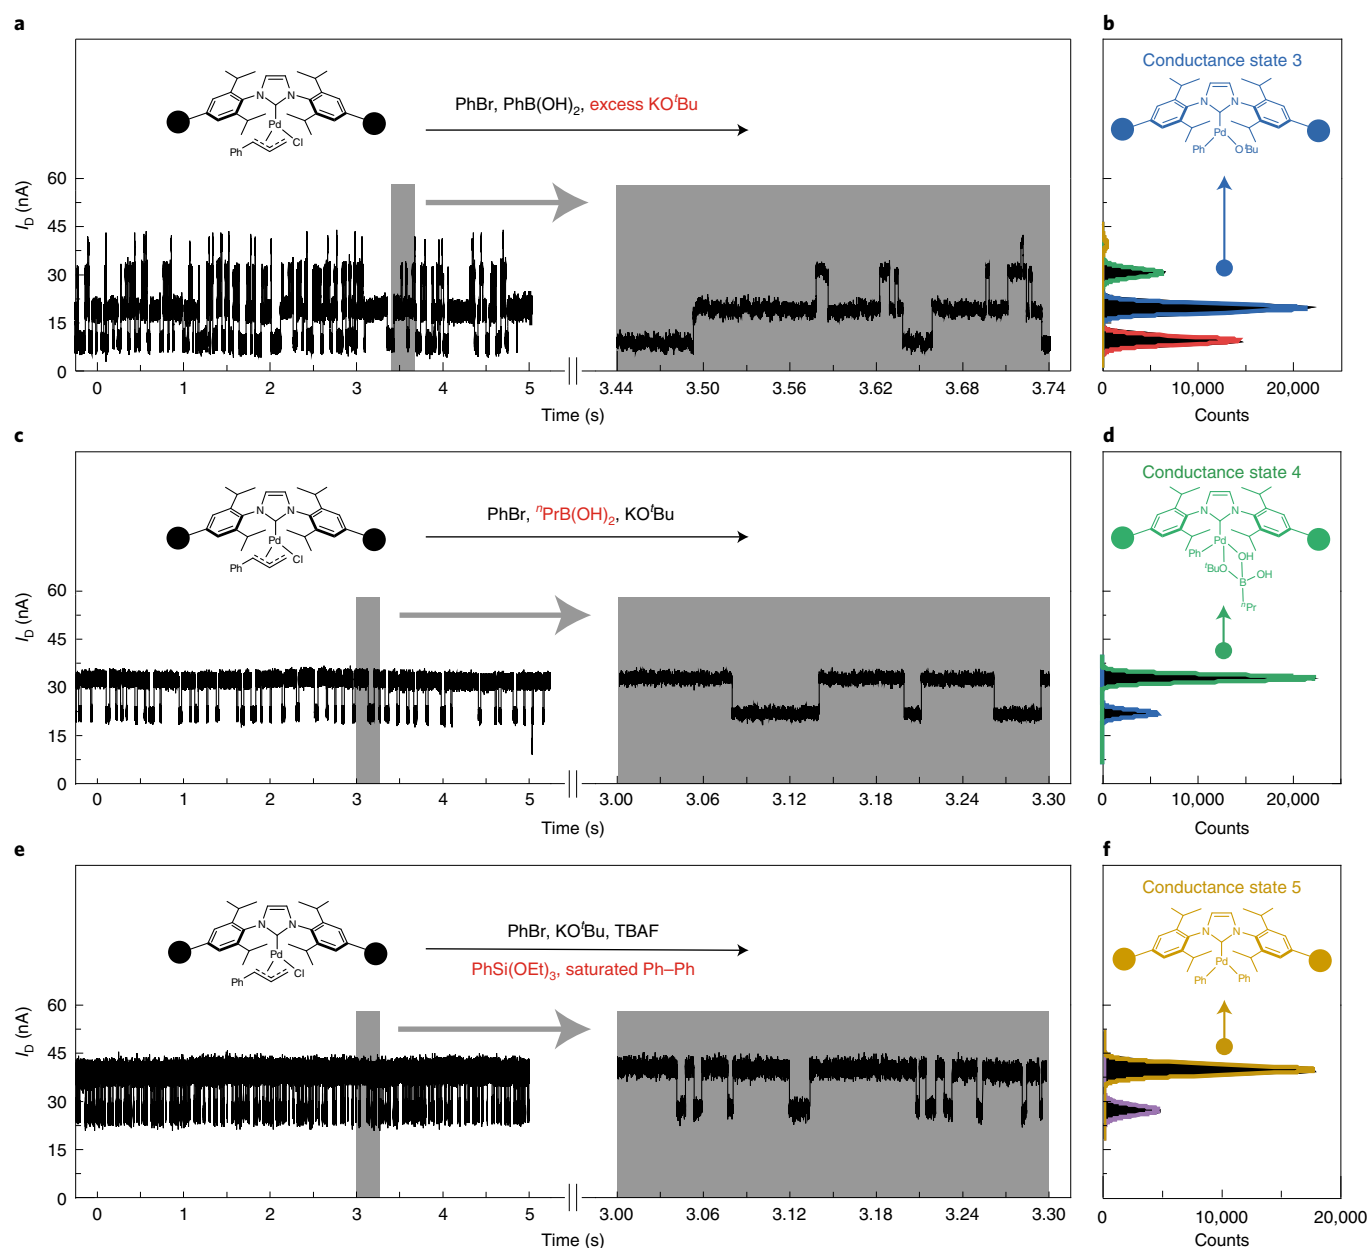 a
b
PhBr, PhB(OH)₂, excess KOᵗBu
N
N
Pd
Cl
Ph
Conductance state 3
N
N
Pd
Ph
OᵗBu
I_D (nA)
60
45
30
15
0
0 1 2 3 4 5 3.44 3.50 3.56 3.62 3.68 3.74
Time (s)
0 10,000 20,000
Counts
c
d
PhBr, ⁿPrB(OH)₂, KOᵗBu
N
N
Pd
Cl
Ph
Conductance state 4
N
N
Pd
Ph
OH
ᵗBuO
B
OH
ⁿPr
I_D (nA)
60
45
30
15
0
0 1 2 3 4 5 3.00 3.06 3.12 3.18 3.24 3.30
Time (s)
0 10,000 20,000
Counts
e
f
PhBr, KOᵗBu, TBAF
PhSi(OEt)₃, saturated Ph–Ph
N
N
Pd
Cl
Ph
Conductance state 5
N
N
Pd
Ph
Ph
I_D (nA)
60
45
30
15
0
0 1 2 3 4 5 3.00 3.06 3.12 3.18 3.24 3.30
Time (s)
0 10,000 20,000
Counts